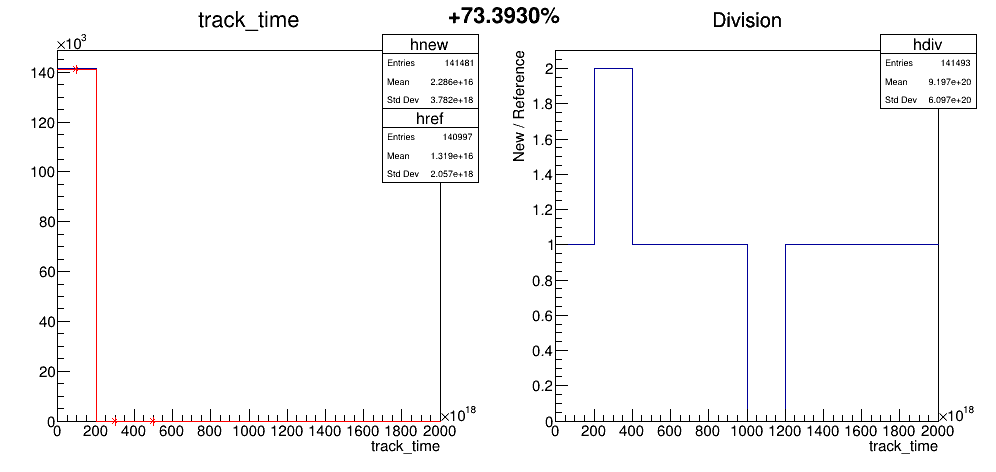 +73.3930%
track_time
×10³
hnew
Entries 141481
Mean 2.286e+16
Std Dev 3.782e+18
href
Entries 140997
Mean 1.319e+16
Std Dev 2.057e+18
140
120
100
80
60
40
20
0
0 200 400 600 800 1000 1200 1400 1600 1800 2000
×10¹⁸
track_time
Division
hdiv
Entries 141493
Mean 9.197e+20
Std Dev 6.097e+20
New / Reference
2
1.8
1.6
1.4
1.2
1
0.8
0.6
0.4
0.2
0
0 200 400 600 800 1000 1200 1400 1600 1800 2000
×10¹⁸
track_time